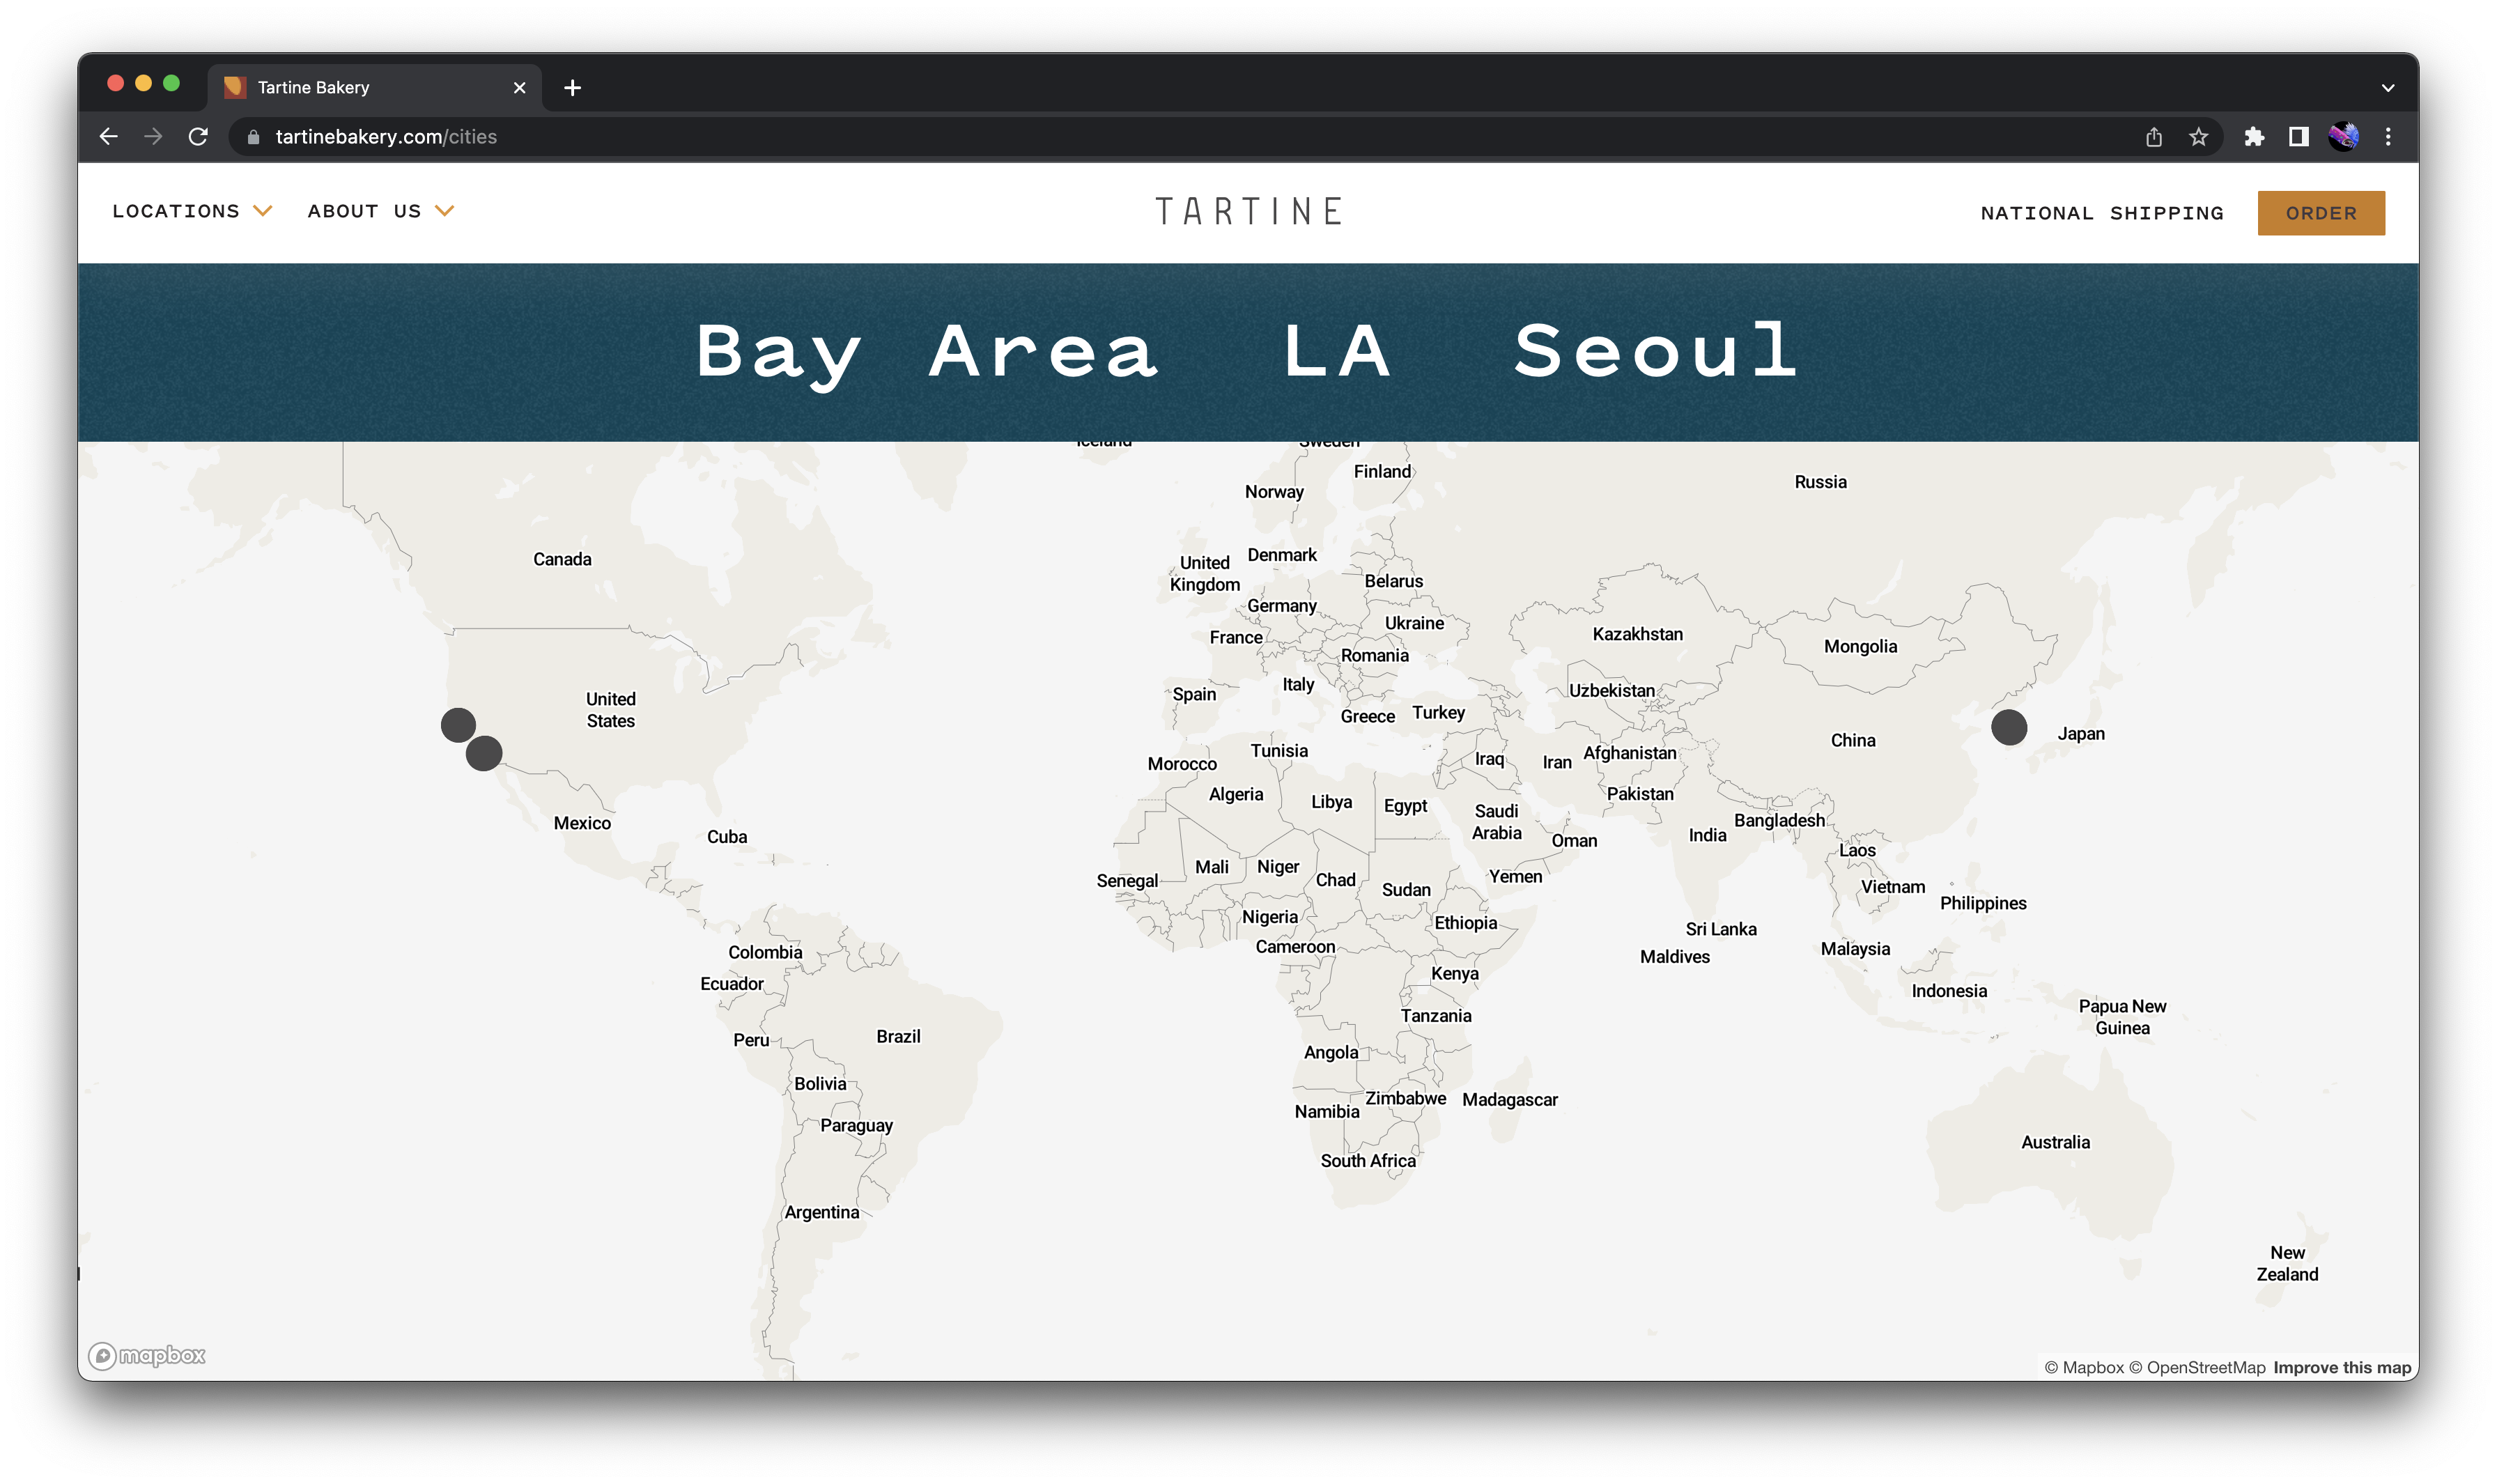 Tartine Bakery
tartinebakery.com/cities
LOCATIONS
ABOUT US
TARTINE
NATIONAL SHIPPING
ORDER
Bay Area LA Seoul
Iceland
Sweden
Finland
Norway
Russia
Canada
United
Kingdom
Denmark
Belarus
Germany
Ukraine
France
Kazakhstan
Mongolia
Romania
Italy
Spain
Uzbekistan
United
States
Greece
Turkey
Japan
China
Tunisia
Morocco
Iraq
Iran
Afghanistan
Algeria
Libya
Egypt
Pakistan
Saudi
Arabia
Mexico
Cuba
Bangladesh
India
Oman
Laos
Mali
Niger
Chad
Senegal
Sudan
Yemen
Vietnam
Philippines
Nigeria
Ethiopia
Sri Lanka
Cameroon
Malaysia
Maldives
Colombia
Kenya
Ecuador
Indonesia
Papua New
Guinea
Tanzania
Peru
Brazil
Angola
Bolivia
Zimbabwe
Madagascar
Namibia
Paraguay
Australia
South Africa
Argentina
New
Zealand
mapbox
© Mapbox © OpenStreetMap Improve this map